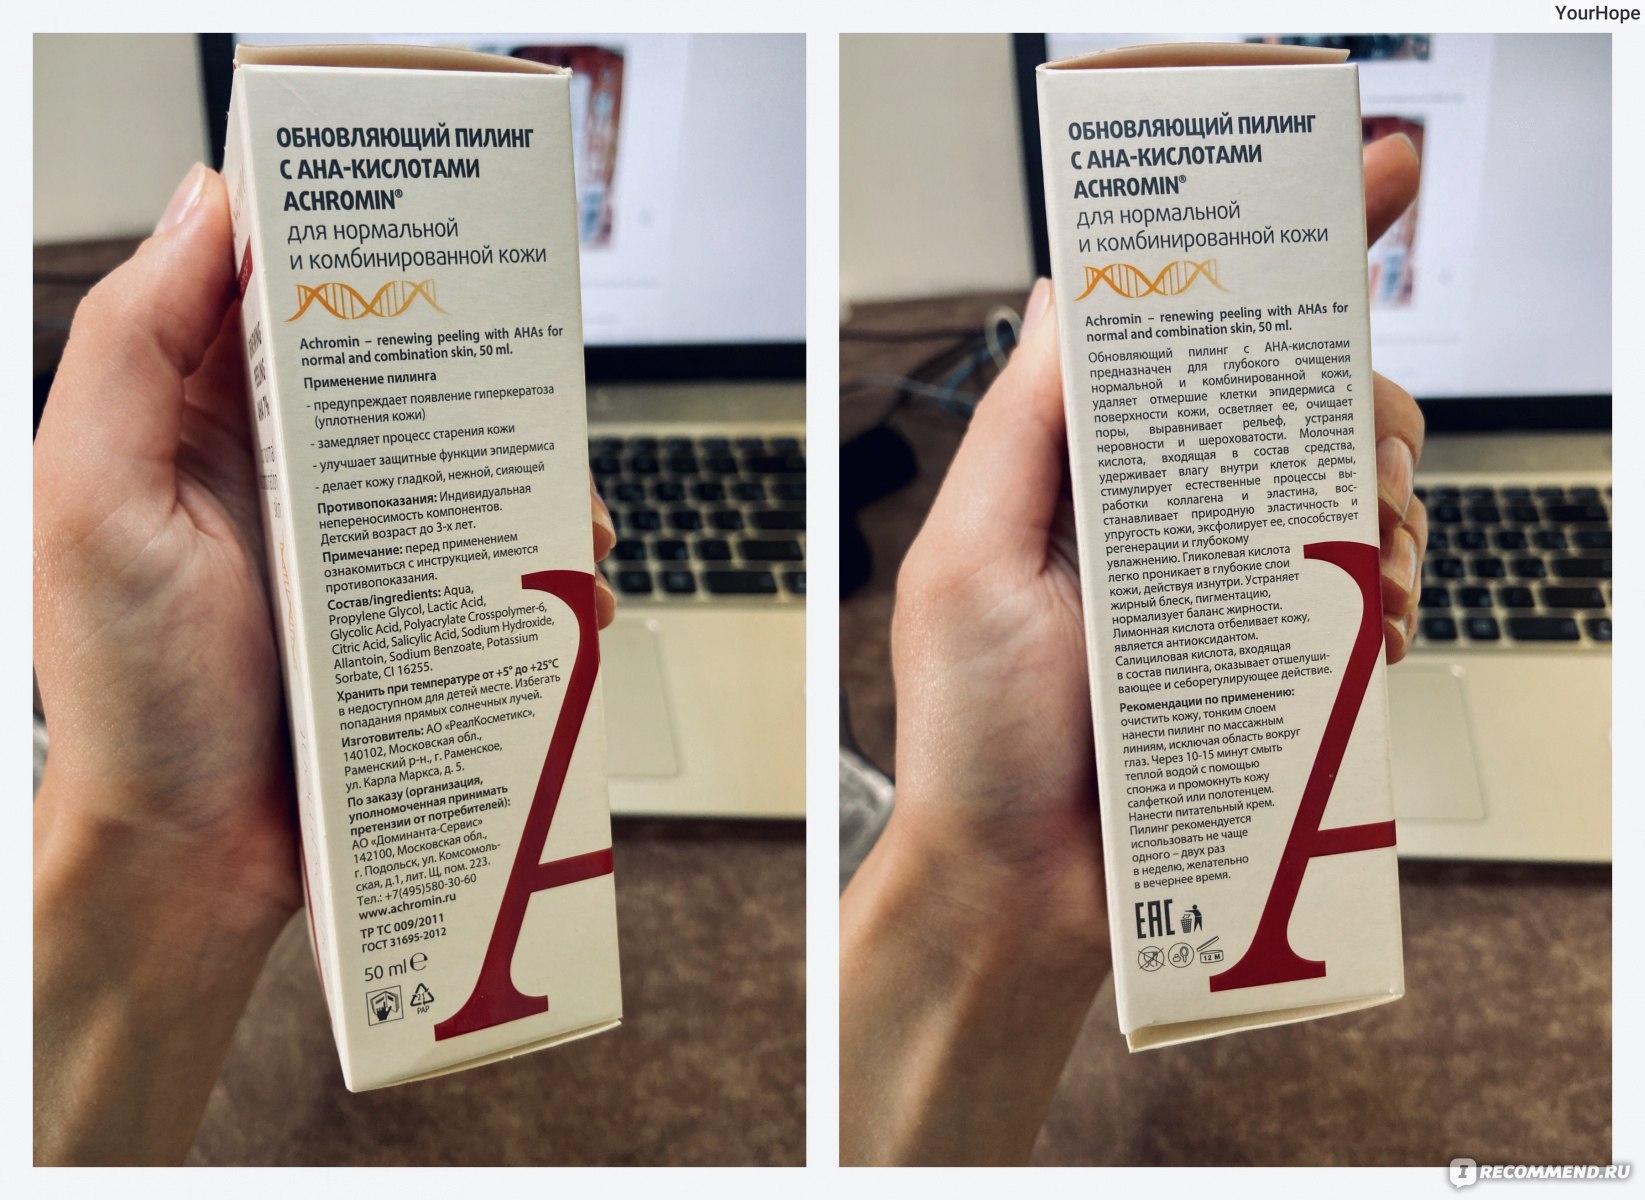 YourHope
ОБНОВЛЯЮЩИЙ ПИЛИНГ
С АНА-КИСЛОТАМИ
ACHROMIN®
для нормальной
и комбинированной кожи
Achromin – renewing peeling with AHAs for
normal and combination skin, 50 ml.
Применение пилинга
- предупреждает появление гиперкератоза
(уплотнения кожи)
- замедляет процесс старения кожи
- улучшает защитные функции эпидермиса
- делает кожу гладкой, нежной, сияющей
Противопоказания: Индивидуальная
непереносимость компонентов.
Детский возраст до 3-х лет.
Примечание: перед применением
ознакомиться с инструкцией, имеются
противопоказания.
Состав/ingredients: Aqua,
Propylene Glycol, Lactic Acid,
Glycolic Acid, Polyacrylate Crosspolymer-6,
Citric Acid, Salicylic Acid, Sodium Hydroxide,
Allantoin, Sodium Benzoate, Potassium
Sorbate, CI 16255.
Хранить при температуре от +5° до +25°C
в недоступном для детей месте. Избегать
попадания прямых солнечных лучей.
Изготовитель: АО «РеалКосметикс»,
140102, Московская обл.,
Раменский р-н., г. Раменское,
ул. Карла Маркса, д. 5.
По заказу (организация,
уполномоченная принимать
претензии от потребителей):
АО «Доминанта-Сервис»
142100, Московская обл.,
г. Подольск, ул. Комсомоль-
ская, д.1, лит. Щ, пом. 223.
Тел.: +7(495)580-30-60
www.achromin.ru
ТР ТС 009/2011
ГОСТ 31695-2012
50 ml ℮
21
PAP
A
ОБНОВЛЯЮЩИЙ ПИЛИНГ
С АНА-КИСЛОТАМИ
ACHROMIN®
для нормальной
и комбинированной кожи
Achromin – renewing peeling with AHAs for
normal and combination skin, 50 ml.
Обновляющий пилинг с АНА-кислотами
предназначен для глубокого очищения
нормальной и комбинированной кожи,
удаляет отмершие клетки эпидермиса с
поверхности кожи, осветляет ее, очищает
поры, выравнивает рельеф, устраняя
неровности и шероховатости. Молочная
кислота, входящая в состав средства,
удерживает влагу внутри клеток дермы,
стимулирует естественные процессы вы-
работки коллагена и эластина, вос-
станавливает природную эластичность и
упругость кожи, эксфолирует ее, способствует
регенерации и глубокому
увлажнению. Гликолевая кислота
легко проникает в глубокие слои
кожи, действуя изнутри. Устраняет
жирный блеск, пигментацию,
нормализует баланс жирности.
Лимонная кислота отбеливает кожу,
является антиоксидантом.
Салициловая кислота, входящая
в состав пилинга, оказывает отшелуши-
вающее и себорегулирующее действие.
Рекомендации по применению:
очистить кожу, тонким слоем
нанести пилинг по массажным
линиям, исключая область вокруг
глаз. Через 10-15 минут смыть
теплой водой с помощью
спонжа и промокнуть кожу
салфеткой или полотенцем.
Нанести питательный крем.
Пилинг рекомендуется
использовать не чаще
одного – двух раз
в неделю, желательно
в вечернее время.
EAC
12 M
A
I RECOMMEND.RU